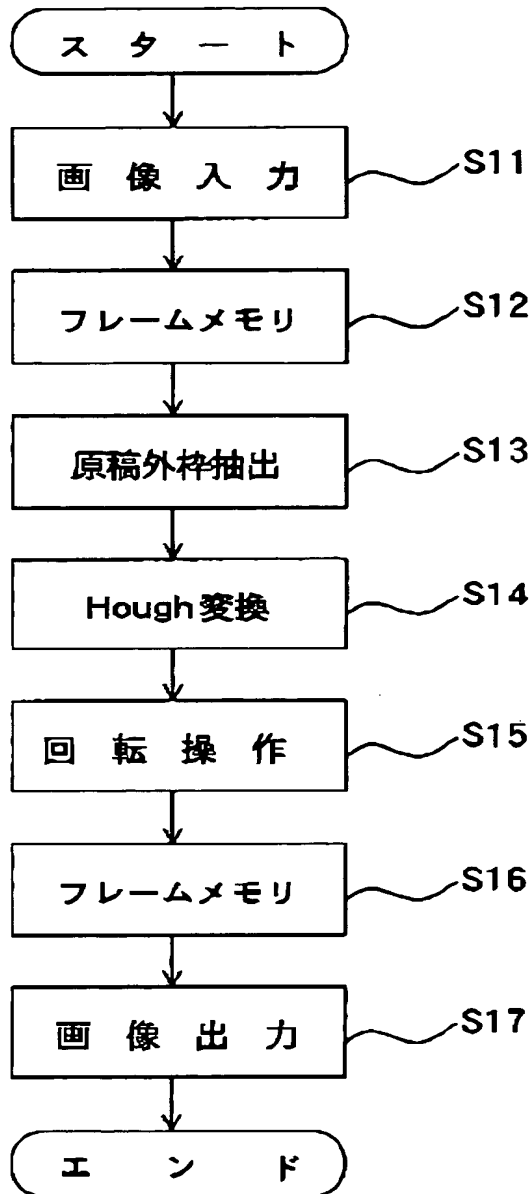 スタート
画像入力 S11
フレームメモリ S12
原稿外枠抽出 S13
Hough変換 S14
回転操作 S15
フレームメモリ S16
画像出力 S17
エンド